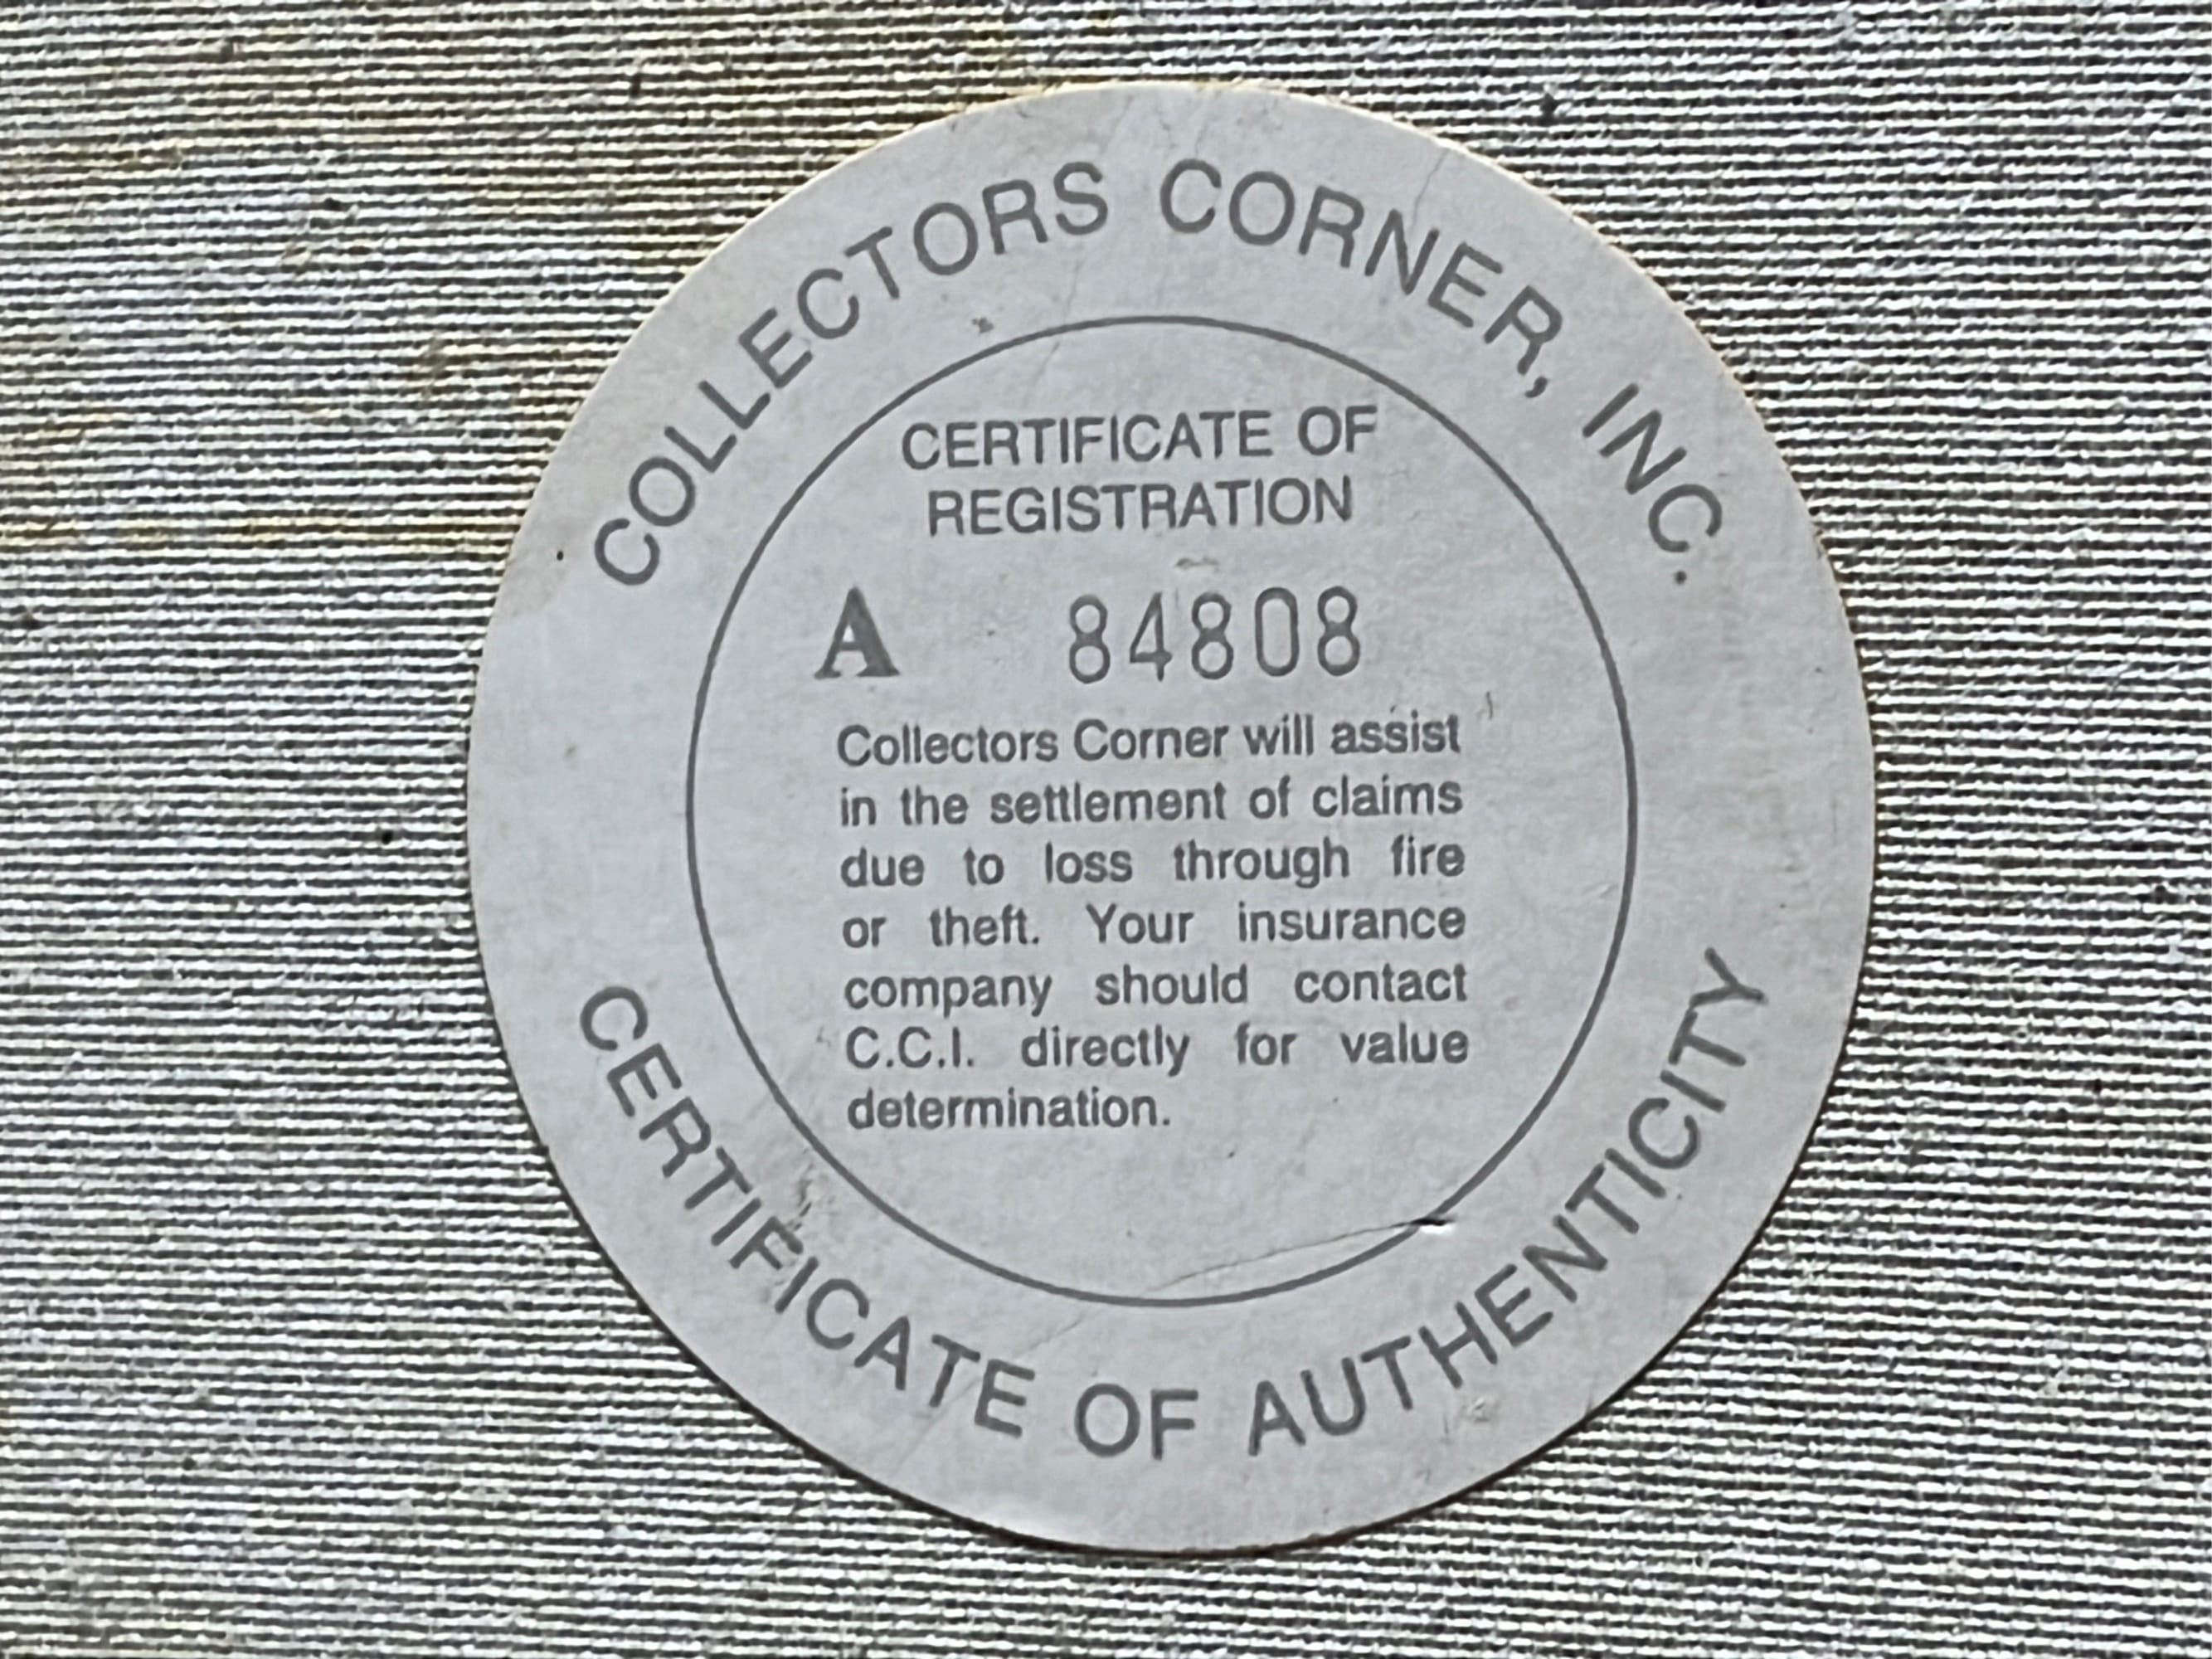 COLLECTORS CORNER, INC.
CERTIFICATE OF
REGISTRATION
A 84808
Collectors Corner will assist
in the settlement of claims
due to loss through fire
or theft. Your insurance
company should contact
C.C.I. directly for value
determination.
CERTIFICATE OF AUTHENTICITY